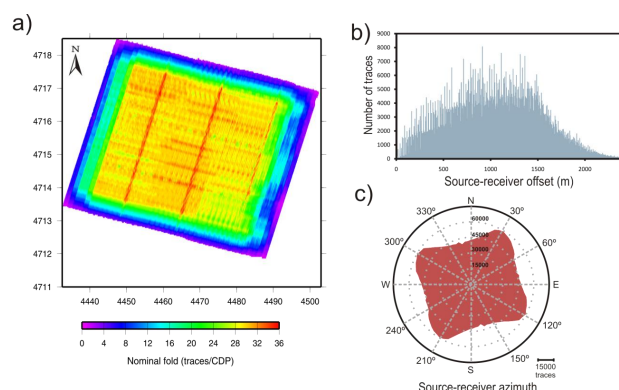 a)
N
4718
4717
4716
4715
4714
4713
4712
4711
4440 4450 4460 4470 4480 4490 4502
0 4 8 12 16 20 24 28 32 36
Nominal fold (traces/CDP)
b)
Number of traces
9000
8000
7000
6000
5000
4000
3000
2000
1000
0
0 500 1000 1500 2000
Source-receiver offset (m)
c)
N
330º 30º
300º 60º
W E
240º 120º
210º 150º
S
60000
45000
30000
15000
15000
traces
Source-receiver azimuth